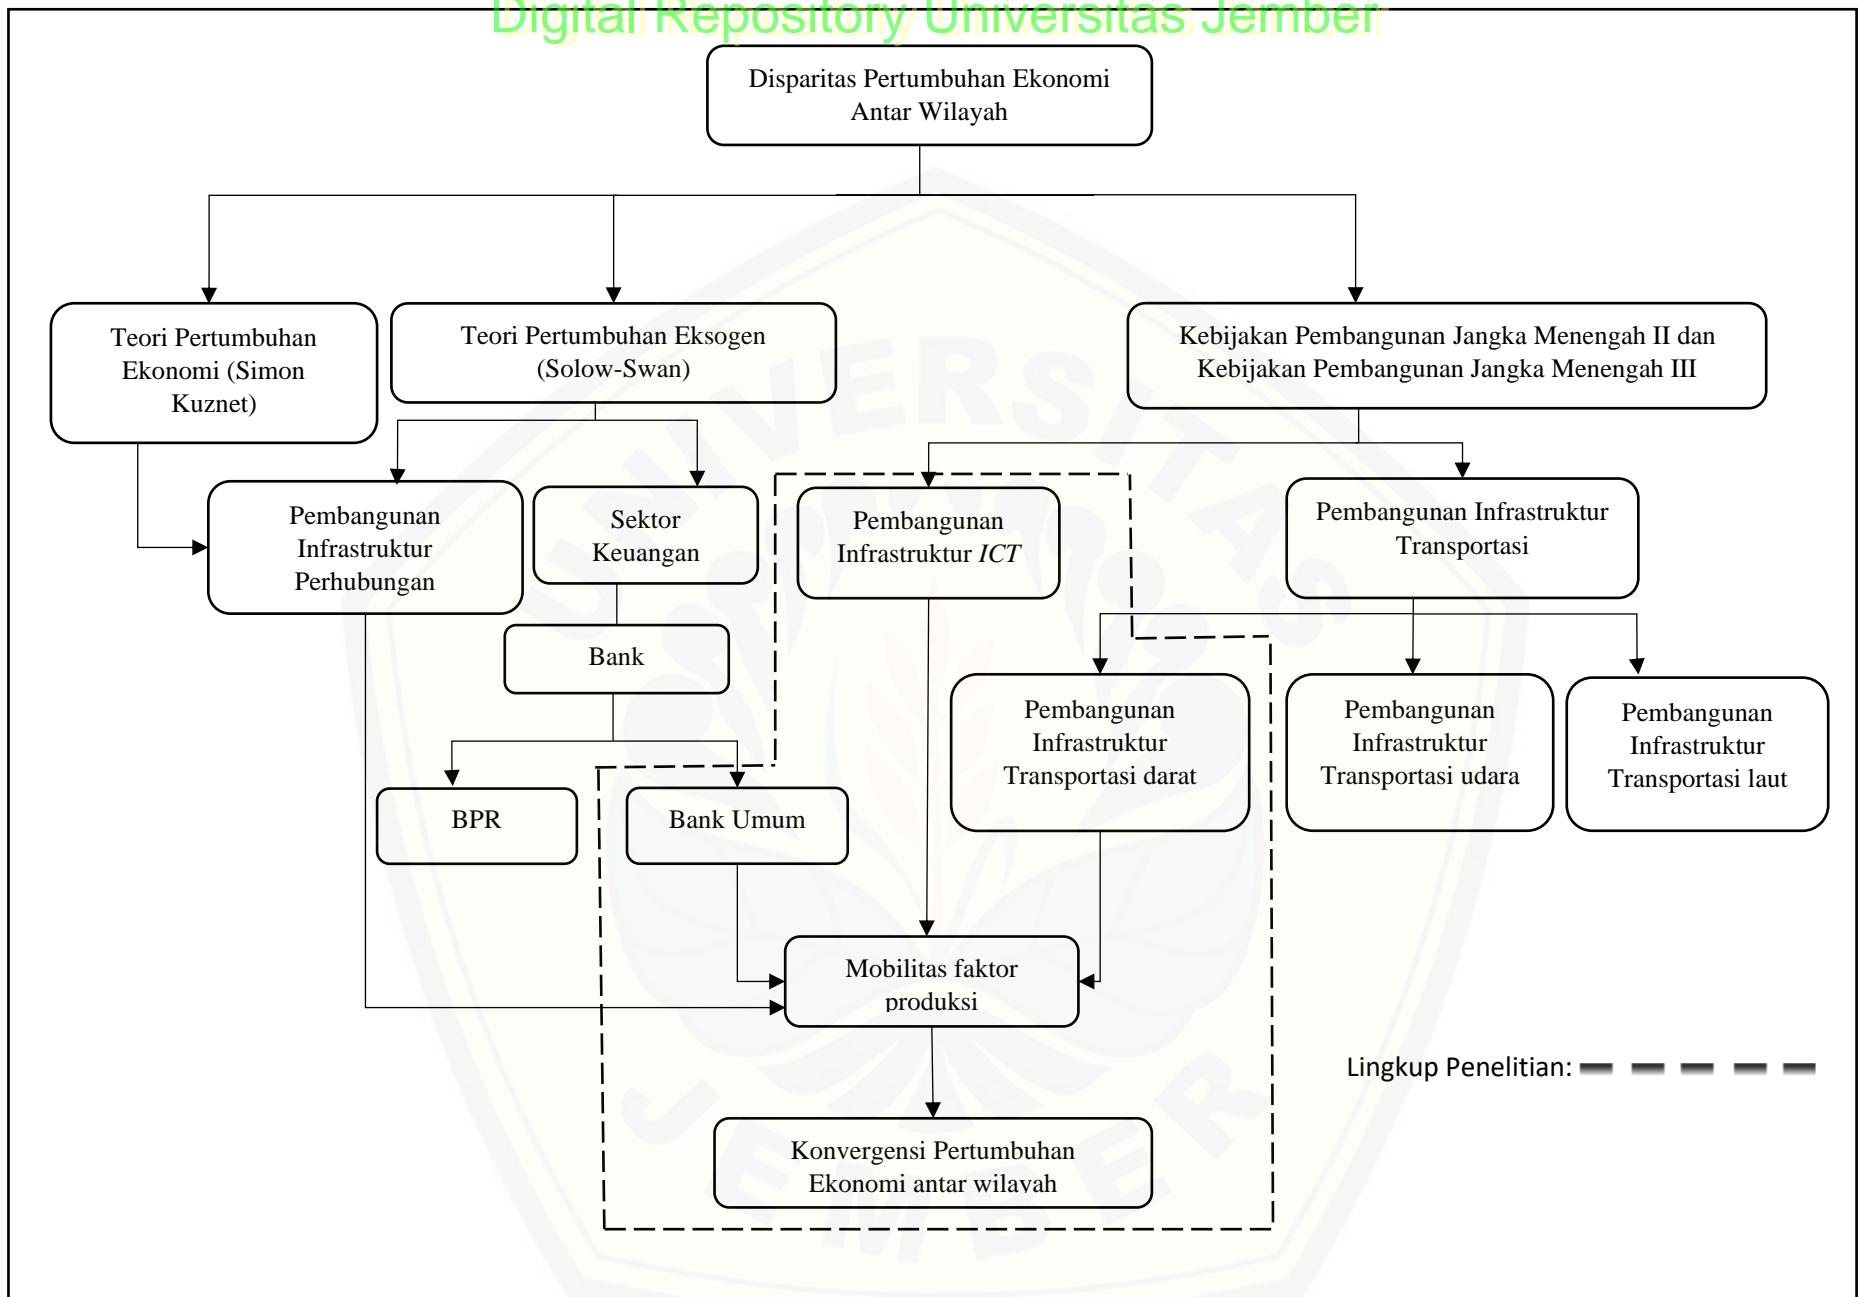 Digital Repository Universitas Jember
Disparitas Pertumbuhan Ekonomi
Antar Wilayah
Teori Pertumbuhan
Ekonomi (Simon
Kuznet)
Teori Pertumbuhan Eksogen
(Solow-Swan)
Kebijakan Pembangunan Jangka Menengah II dan
Kebijakan Pembangunan Jangka Menengah III
Pembangunan
Infrastruktur
Perhubungan
Sektor
Keuangan
Pembangunan
Infrastruktur ICT
Pembangunan Infrastruktur
Transportasi
Bank
Pembangunan
Infrastruktur
Transportasi darat
Pembangunan
Infrastruktur
Transportasi udara
Pembangunan
Infrastruktur
Transportasi laut
BPR
Bank Umum
Mobilitas faktor
produksi
Lingkup Penelitian:
Konvergensi Pertumbuhan
Ekonomi antar wilayah
UNIVERSITAS
JEMBER